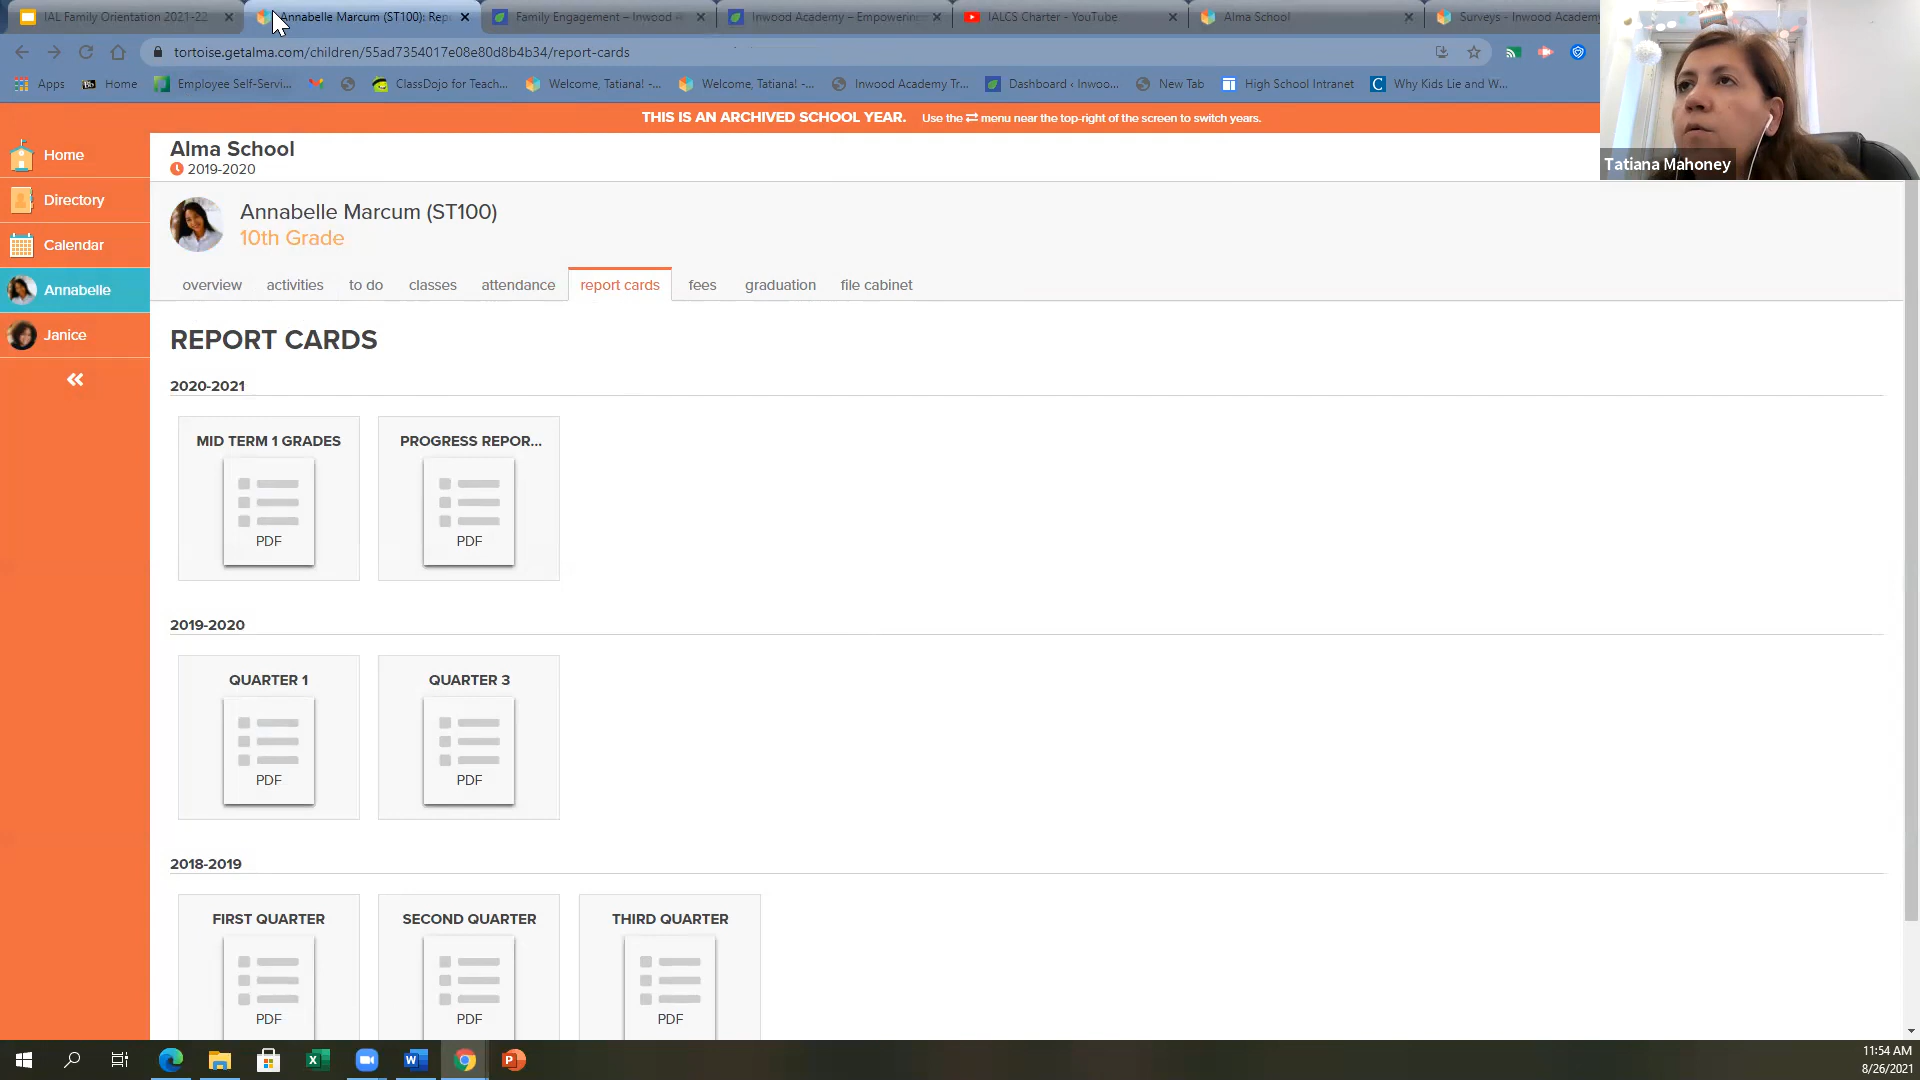 IAL Family Orientation 2021-22
Annabelle Marcum (ST100): Rep
Family Engagement – Inwood A
Inwood Academy – Empowering
IALCS Charter - YouTube
Alma School
Surveys - Inwood Academy
tortoise.getalma.com/children/55ad7354017e08e80d8b4b34/report-cards
Apps
Home
Employee Self-Servi...
ClassDojo for Teach...
Welcome, Tatiana! -...
Welcome, Tatiana! -...
Inwood Academy Tr...
Dashboard ‹ Inwoo...
New Tab
High School Intranet
Why Kids Lie and W...
THIS IS AN ARCHIVED SCHOOL YEAR. Use the ⇄ menu near the top-right of the screen to switch years.
Tatiana Mahoney
Home
Directory
Calendar
Annabelle
Janice
Alma School
2019-2020
Annabelle Marcum (ST100)
10th Grade
overview activities to do classes attendance report cards fees graduation file cabinet
REPORT CARDS
2020-2021
MID TERM 1 GRADES
PDF
PROGRESS REPOR...
PDF
2019-2020
QUARTER 1
PDF
QUARTER 3
PDF
2018-2019
FIRST QUARTER
PDF
SECOND QUARTER
PDF
THIRD QUARTER
PDF
11:54 AM
8/26/2021